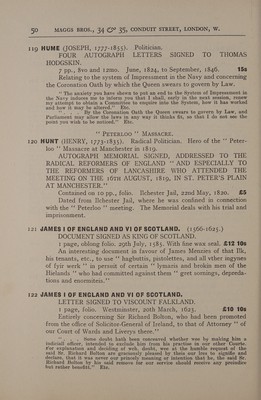 50 MAGGS BROS., 34 & 35, CONDUIT STREET, LONDON, W.
119 HUME (JOSEPH, 1777-1855). Politician.
FOUR AUTOGRAPH LETTERS SIGNED TO THOMAS
HODGSKIN.
7 pp., 8vo and 12mo. June, 1824, to September, 1846. 15s
Relating to the system of Impressment in the Navy and concerning
the Coronation Oath by which the Queen swears to govern by Law.
" The anxiety you have shown to put an end to the System of Impressment in
the Navy induces me to inform you that I shall, early in the next session, renew
my attempt to obtain a Committee to enquire into the System, how it has worked
and how it may be altered." Etc.
" . . . By the Coronation Oath the Queen swears to govern by Law, and
Parliament may allow the laws in any way it thinks fit, so that I do not see the
point you wish to be noticed." Etc.
" PETERLOO " MASSACRE.
120 HUNT (HENRY, 1773-1835). Radical Politician. Hero of the " Peter-
loo " Massacre at Manchester in 1819.
AUTOGRAPH MEMORIAL SIGNED, ADDRESSED TO THE
RADICAL REFORMERS OF ENGLAND " AND ESPECIALLY TO
THE REFORMERS OF LANCASHIRE WHO ATTENDED THE
MEETING ON THE 16TH AUGUST, 1819, IN ST. PETER'S PLAIN
AT MANCHESTER."
Contained on 10 pp., folio. Ilchester Jail, 22nd May, 1820. £5
Dated from Ilchester Jail, where he was confined in connection
with the " Peterloo " meeting. The Memorial deals with his trial and
imprisonment.
121 JAMES I OF ENGLAND AND VI OF SCOTLAND. (1566-1625.)
DOCUMENT SIGNED AS KING OF SCOTLAND.
1 page, oblong folio. 29th July, 1585. With fine wax seal. £12 10s
An interesting document in favour of James Menzies of that Ilk,
his tenants, etc., to use " hagbuttis, pistolettes, and all vther ingynes
of fyir werk " in persuit of certain " lymaris and brokin men of the
Hielands " who had committed against them " gret sornings, depreda-
tions and murentres."
122 JAMES I OF ENGLAND AND VI OF SCOTLAND.
LETTER SIGNED TO VISCOUNT FALKLAND.
1 page, folio. Westminster, 20th March, 1623. £10 10s
Entirely concerning Sir Richard Bolton, who had been promoted
from the office of Solicitor-General of Ireland, to that of Attorney " of
our Court of Wards and Liverys there."
" . . . Some doubt hath been conceaved whether wee by making him a
iudiciall officer, intended to exclude him from his practise in our other Courts.
For explanation and deciding of wch. doubt, wee at the humble request of the
said Sr. Richard Bolton are graciously pleased by theis our lres to signifie and
declare, that it was never our princely meaning or intention that he, the said Sr.
Richard Bolton by his said remove for our service should receive any prejudice
but rather benefitt." Etc.